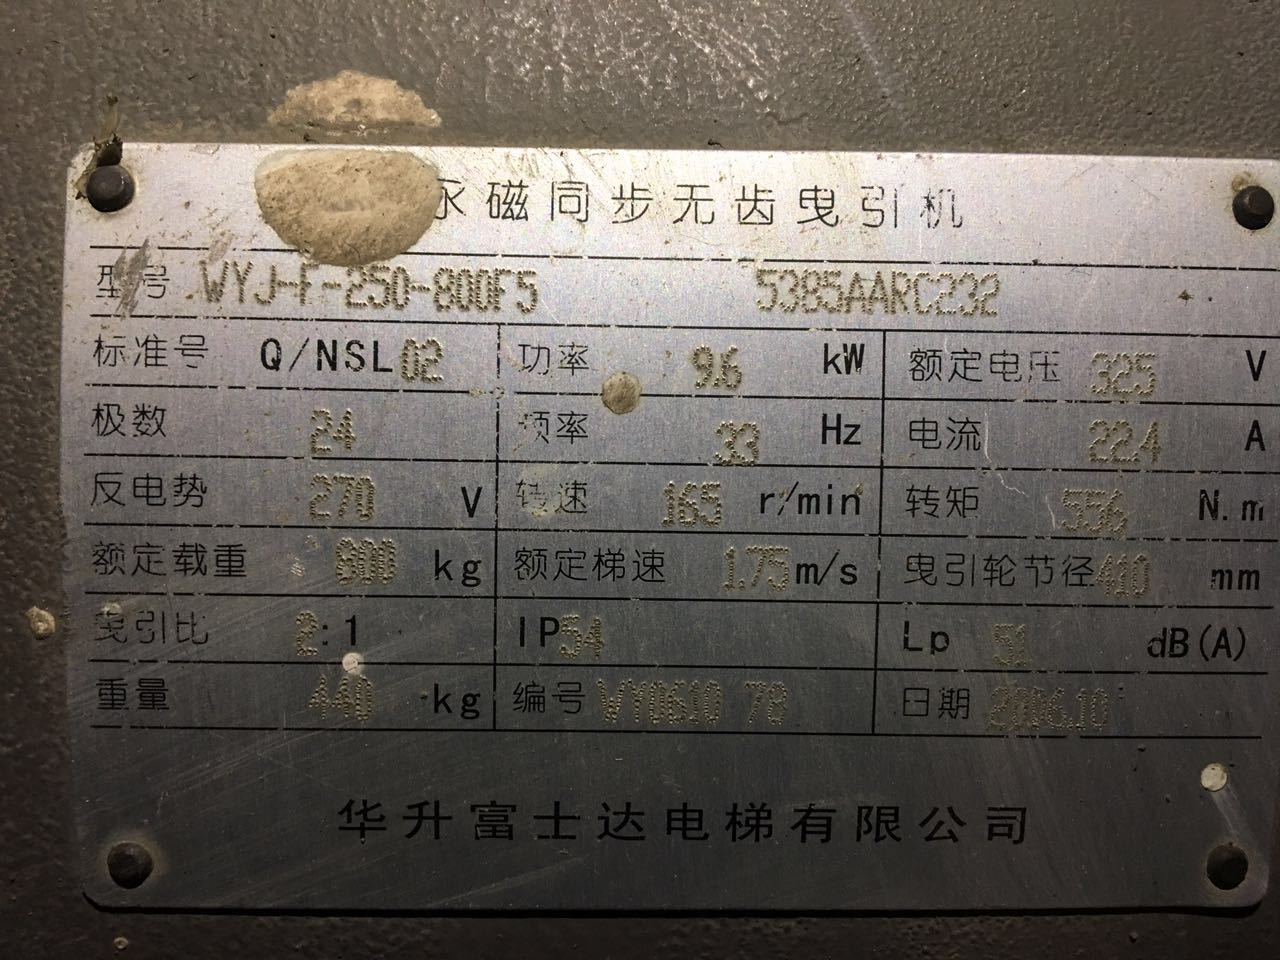 永磁同步无齿曳引机
型号 WYJ-F-250-800F5 5385AARC232
标准号 Q/NSL02 功率 9.6 kW 额定电压 325 V
极数 24 频率 33 Hz 电流 22.4 A
反电势 270 V 转速 165 r/min 转矩 556 N.m
额定载重 800 kg 额定梯速 1.75 m/s 曳引轮节径 410 mm
曳引比 2:1 IP54 Lp 51 dB(A)
重量 440 kg 编号 WY0610 78 日期 2006.10
华升富士达电梯有限公司